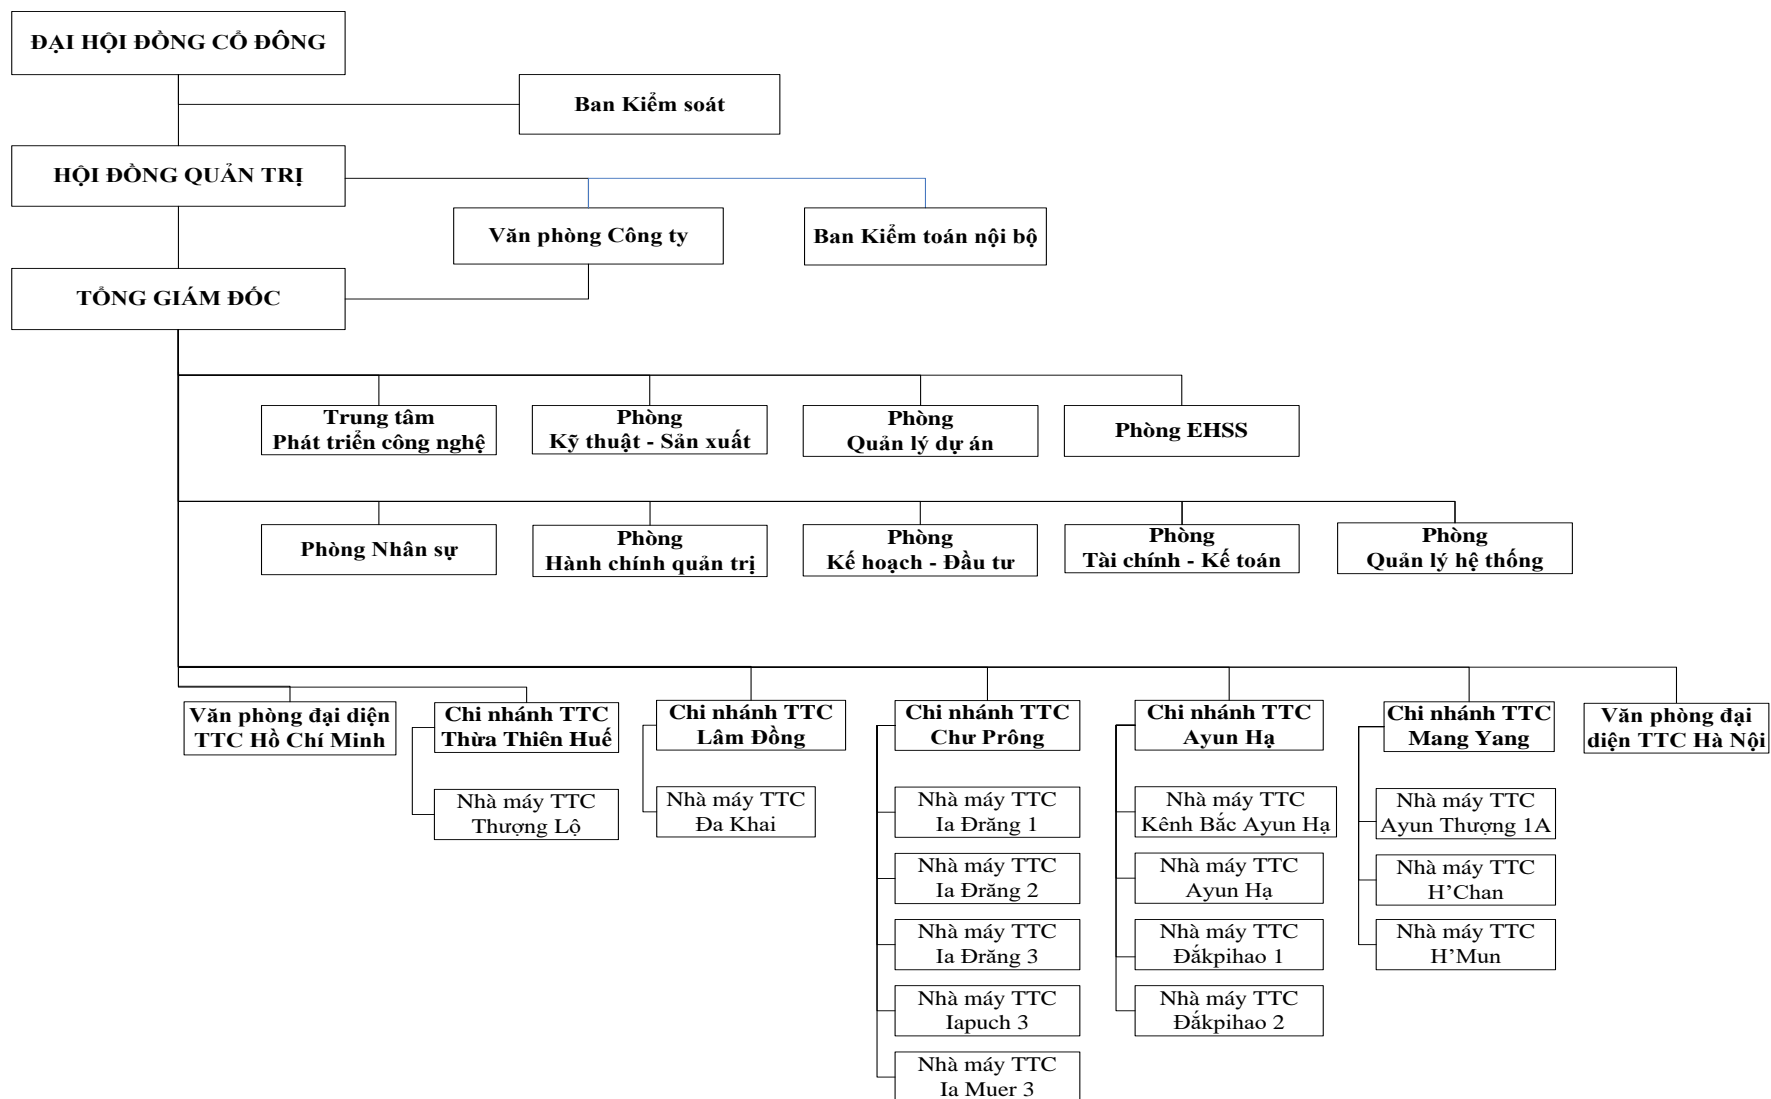 ĐẠI HỘI ĐỒNG CỔ ĐÔNG
Ban Kiểm soát
HỘI ĐỒNG QUẢN TRỊ
Văn phòng Công ty
Ban Kiểm toán nội bộ
TỔNG GIÁM ĐỐC
Trung tâm
Phát triển công nghệ
Phòng
Kỹ thuật - Sản xuất
Phòng
Quản lý dự án
Phòng EHSS
Phòng Nhân sự
Phòng
Hành chính quản trị
Phòng
Kế hoạch - Đầu tư
Phòng
Tài chính - Kế toán
Phòng
Quản lý hệ thống
Văn phòng đại diện
TTC Hồ Chí Minh
Chi nhánh TTC
Thừa Thiên Huế
Nhà máy TTC
Thượng Lộ
Chi nhánh TTC
Lâm Đồng
Nhà máy TTC
Đa Khai
Chi nhánh TTC
Chư Prông
Nhà máy TTC
Ia Đrăng 1
Nhà máy TTC
Ia Đrăng 2
Nhà máy TTC
Ia Đrăng 3
Nhà máy TTC
Iapuch 3
Nhà máy TTC
Ia Muer 3
Chi nhánh TTC
Ayun Hạ
Nhà máy TTC
Kênh Bắc Ayun Hạ
Nhà máy TTC
Ayun Hạ
Nhà máy TTC
Đắkpihao 1
Nhà máy TTC
Đắkpihao 2
Chi nhánh TTC
Mang Yang
Nhà máy TTC
Ayun Thượng 1A
Nhà máy TTC
H’Chan
Nhà máy TTC
H’Mun
Văn phòng đại
diện TTC Hà Nội